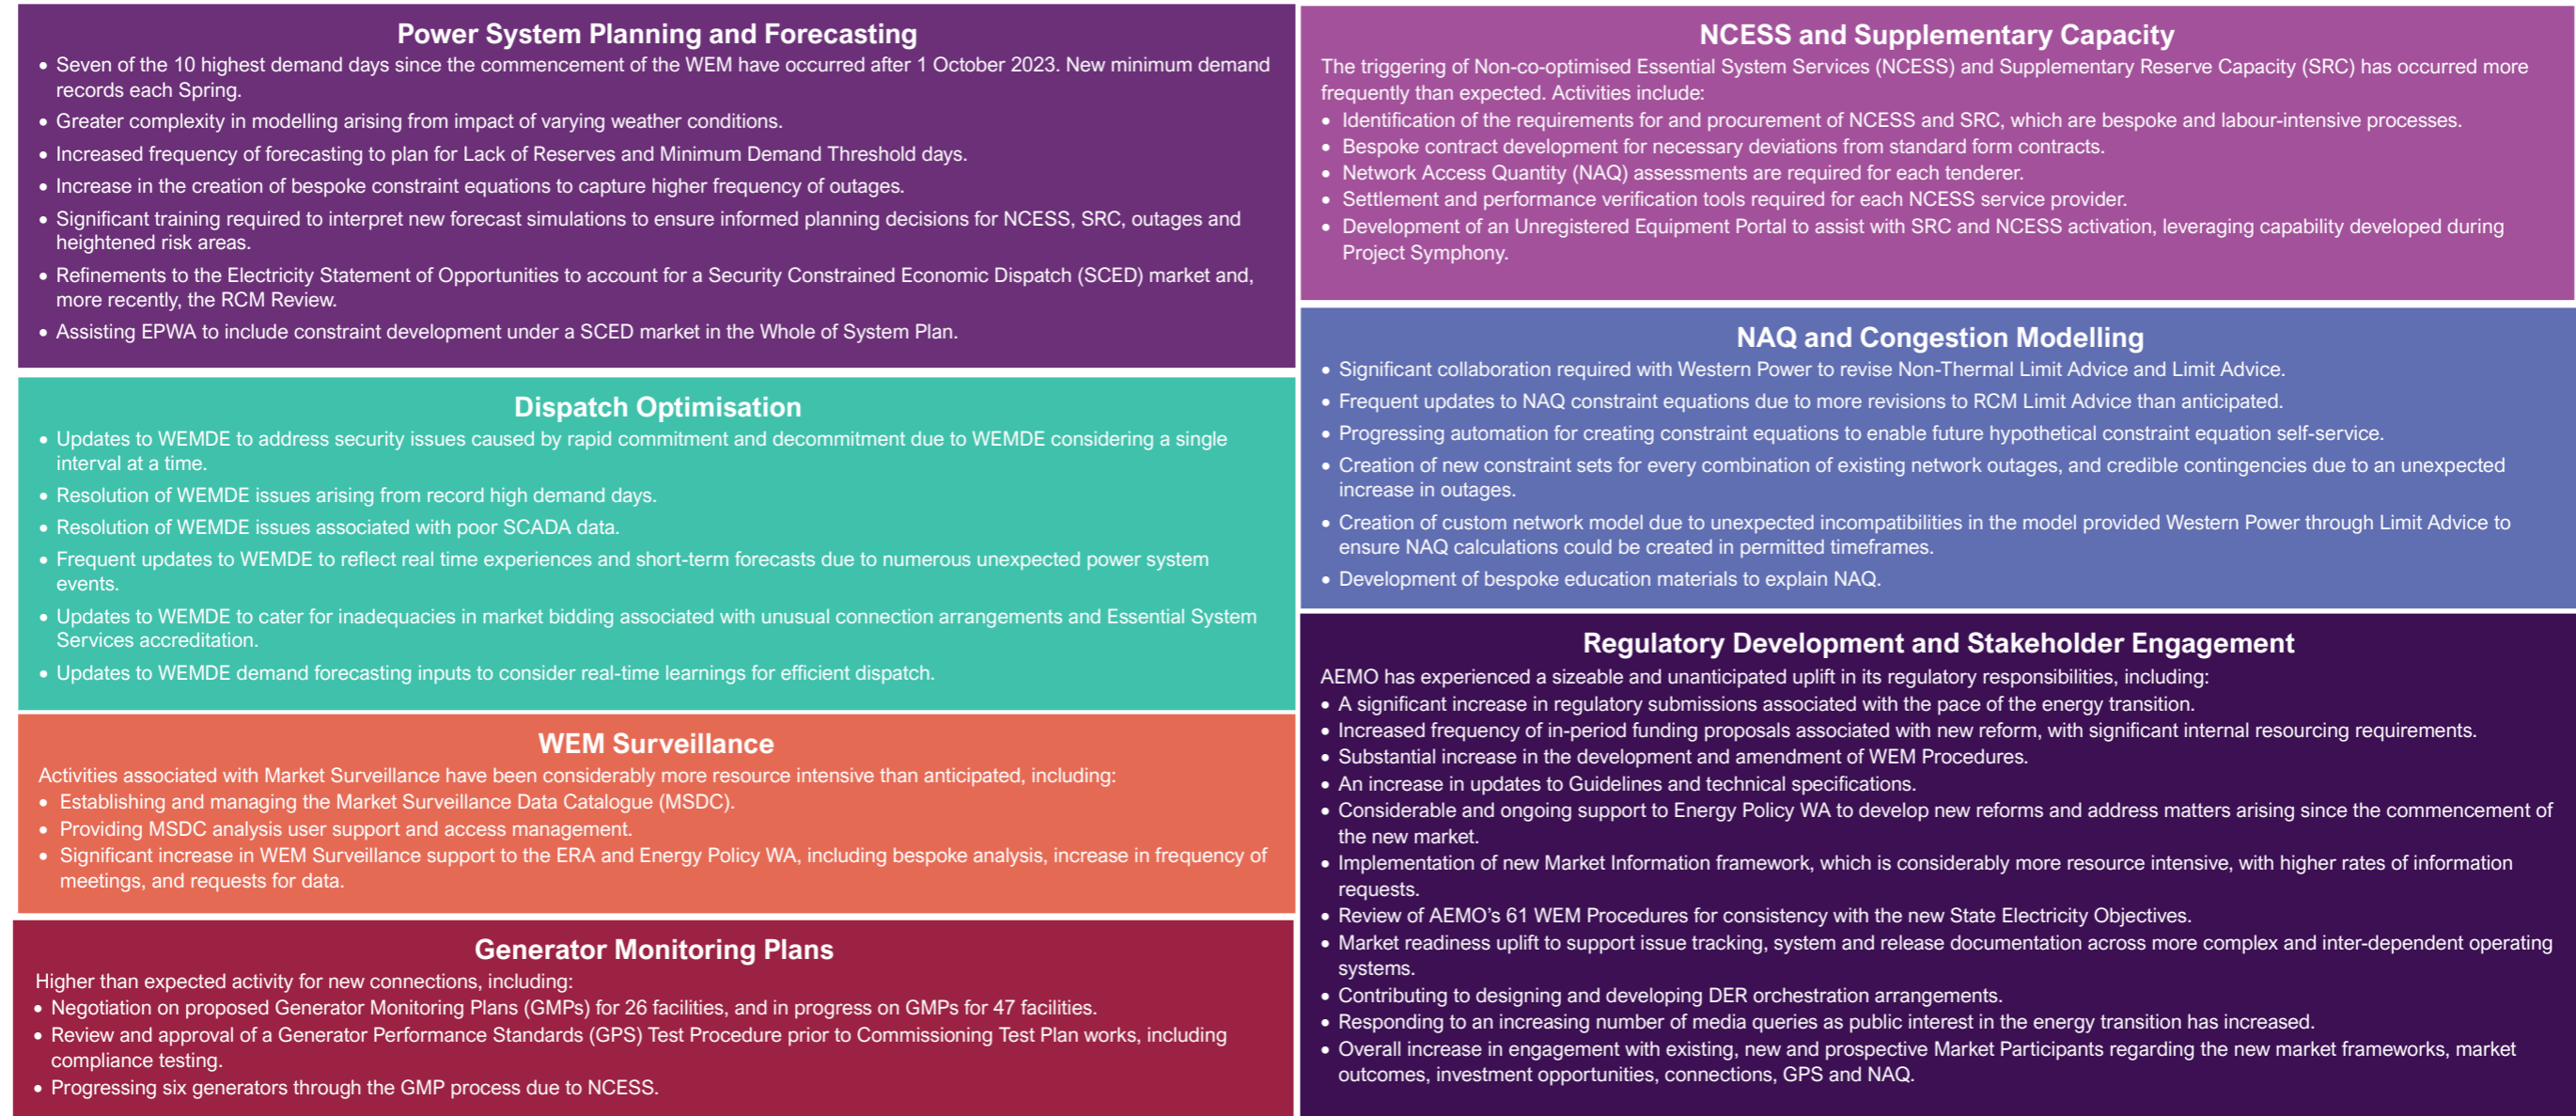 Power System Planning and Forecasting
• Seven of the 10 highest demand days since the commencement of the WEM have occurred after 1 October 2023. New minimum demand
records each Spring.
• Greater complexity in modelling arising from impact of varying weather conditions.
• Increased frequency of forecasting to plan for Lack of Reserves and Minimum Demand Threshold days.
• Increase in the creation of bespoke constraint equations to capture higher frequency of outages.
• Significant training required to interpret new forecast simulations to ensure informed planning decisions for NCESS, SRC, outages and
heightened risk areas.
• Refinements to the Electricity Statement of Opportunities to account for a Security Constrained Economic Dispatch (SCED) market and,
more recently, the RCM Review.
• Assisting EPWA to include constraint development under a SCED market in the Whole of System Plan.
Dispatch Optimisation
• Updates to WEMDE to address security issues caused by rapid commitment and decommitment due to WEMDE considering a single
interval at a time.
• Resolution of WEMDE issues arising from record high demand days.
• Resolution of WEMDE issues associated with poor SCADA data.
• Frequent updates to WEMDE to reflect real time experiences and short-term forecasts due to numerous unexpected power system
events.
• Updates to WEMDE to cater for inadequacies in market bidding associated with unusual connection arrangements and Essential System
Services accreditation.
• Updates to WEMDE demand forecasting inputs to consider real-time learnings for efficient dispatch.
WEM Surveillance
Activities associated with Market Surveillance have been considerably more resource intensive than anticipated, including:
• Establishing and managing the Market Surveillance Data Catalogue (MSDC).
• Providing MSDC analysis user support and access management.
• Significant increase in WEM Surveillance support to the ERA and Energy Policy WA, including bespoke analysis, increase in frequency of
meetings, and requests for data.
Generator Monitoring Plans
Higher than expected activity for new connections, including:
• Negotiation on proposed Generator Monitoring Plans (GMPs) for 26 facilities, and in progress on GMPs for 47 facilities.
• Review and approval of a Generator Performance Standards (GPS) Test Procedure prior to Commissioning Test Plan works, including
compliance testing.
• Progressing six generators through the GMP process due to NCESS.
NCESS and Supplementary Capacity
The triggering of Non-co-optimised Essential System Services (NCESS) and Supplementary Reserve Capacity (SRC) has occurred more
frequently than expected. Activities include:
• Identification of the requirements for and procurement of NCESS and SRC, which are bespoke and labour-intensive processes.
• Bespoke contract development for necessary deviations from standard form contracts.
• Network Access Quantity (NAQ) assessments are required for each tenderer.
• Settlement and performance verification tools required for each NCESS service provider.
• Development of an Unregistered Equipment Portal to assist with SRC and NCESS activation, leveraging capability developed during
Project Symphony.
NAQ and Congestion Modelling
• Significant collaboration required with Western Power to revise Non-Thermal Limit Advice and Limit Advice.
• Frequent updates to NAQ constraint equations due to more revisions to RCM Limit Advice than anticipated.
• Progressing automation for creating constraint equations to enable future hypothetical constraint equation self-service.
• Creation of new constraint sets for every combination of existing network outages, and credible contingencies due to an unexpected
increase in outages.
• Creation of custom network model due to unexpected incompatibilities in the model provided Western Power through Limit Advice to
ensure NAQ calculations could be created in permitted timeframes.
• Development of bespoke education materials to explain NAQ.
Regulatory Development and Stakeholder Engagement
AEMO has experienced a sizeable and unanticipated uplift in its regulatory responsibilities, including:
• A significant increase in regulatory submissions associated with the pace of the energy transition.
• Increased frequency of in-period funding proposals associated with new reform, with significant internal resourcing requirements.
• Substantial increase in the development and amendment of WEM Procedures.
• An increase in updates to Guidelines and technical specifications.
• Considerable and ongoing support to Energy Policy WA to develop new reforms and address matters arising since the commencement of
the new market.
• Implementation of new Market Information framework, which is considerably more resource intensive, with higher rates of information
requests.
• Review of AEMO's 61 WEM Procedures for consistency with the new State Electricity Objectives.
• Market readiness uplift to support issue tracking, system and release documentation across more complex and inter-dependent operating
systems.
• Contributing to designing and developing DER orchestration arrangements.
• Responding to an increasing number of media queries as public interest in the energy transition has increased.
• Overall increase in engagement with existing, new and prospective Market Participants regarding the new market frameworks, market
outcomes, investment opportunities, connections, GPS and NAQ.